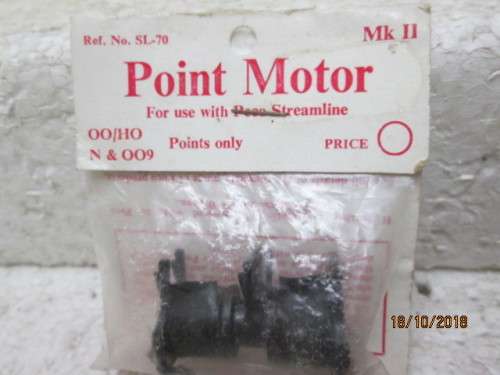 Ref. No. SL-70
Mk II
Point Motor
For use with Peco Streamline
OO/HO
Points only
PRICE
N & OO9
18/10/2018